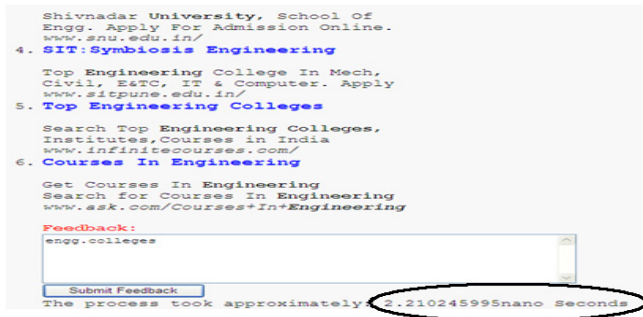 Shivnadar University, School Of
Engg. Apply For Admission Online.
www.snu.edu.in/
4. SIT:Symbiosis Engineering
Top Engineering College In Mech,
Civil, E&TC, IT & Computer. Apply
www.sitpune.edu.in/
5. Top Engineering Colleges
Search Top Engineering Colleges,
Institutes,Courses in India
www.infinitecourses.com/
6. Courses In Engineering
Get Courses In Engineering
Search for Courses In Engineering
www.ask.com/Courses+In+Engineering
Feedback:
engg.colleges
Submit Feedback
The process took approximately: 2.210245995nano Seconds